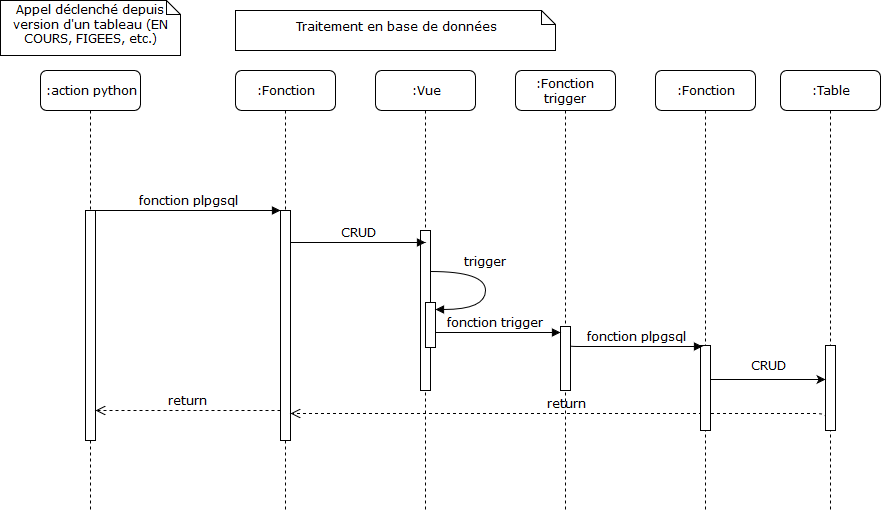 Appel déclenché depuis
version d'un tableau (EN
COURS, FIGEES, etc.)
Traitement en base de données
:action python
:Fonction
:Vue
:Fonction
trigger
:Fonction
:Table
fonction plpgsql
CRUD
trigger
fonction trigger
fonction plpgsql
CRUD
return
return